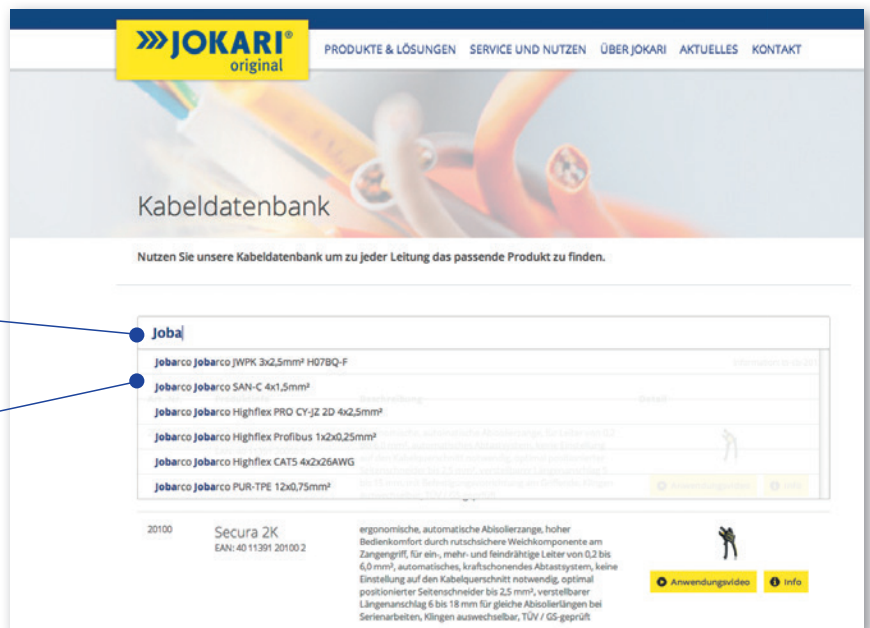 JOKARI®
original
PRODUKTE & LÖSUNGEN SERVICE UND NUTZEN ÜBER JOKARI AKTUELLES KONTAKT
Kabeldatenbank
Nutzen Sie unsere Kabeldatenbank um zu jeder Leitung das passende Produkt zu finden.
Joba
Jobarco Jobarco JWPK 3x2,5mm² H07BQ-F
Jobarco Jobarco SAN-C 4x1,5mm²
Jobarco Jobarco Highflex PRO CY-JZ 2D 4x2,5mm²
Jobarco Jobarco Highflex Profibus 1x2x0,25mm²
Jobarco Jobarco Highflex CAT5 4x2x26AWG
Jobarco Jobarco PUR-TPE 12x0,75mm²
Anwendungsvideo Info
20100
Secura 2K
EAN: 40 11391 20100 2
ergonomische, automatische Abisolierzange, hoher
Bedienkomfort durch rutschsichere Weichkomponente am
Zangengriff, für ein-, mehr- und feindrähtige Leiter von 0,2 bis
6,0 mm², automatisches, kraftschonendes Abtastsystem, keine
Einstellung auf den Kabelquerschnitt notwendig, optimal
positionierter Seitenschneider bis 2,5 mm², verstellbarer
Längenanschlag 6 bis 18 mm für gleiche Abisolierlängen bei
Serienarbeiten, Klingen auswechselbar, TÜV / GS-geprüft
Anwendungsvideo Info